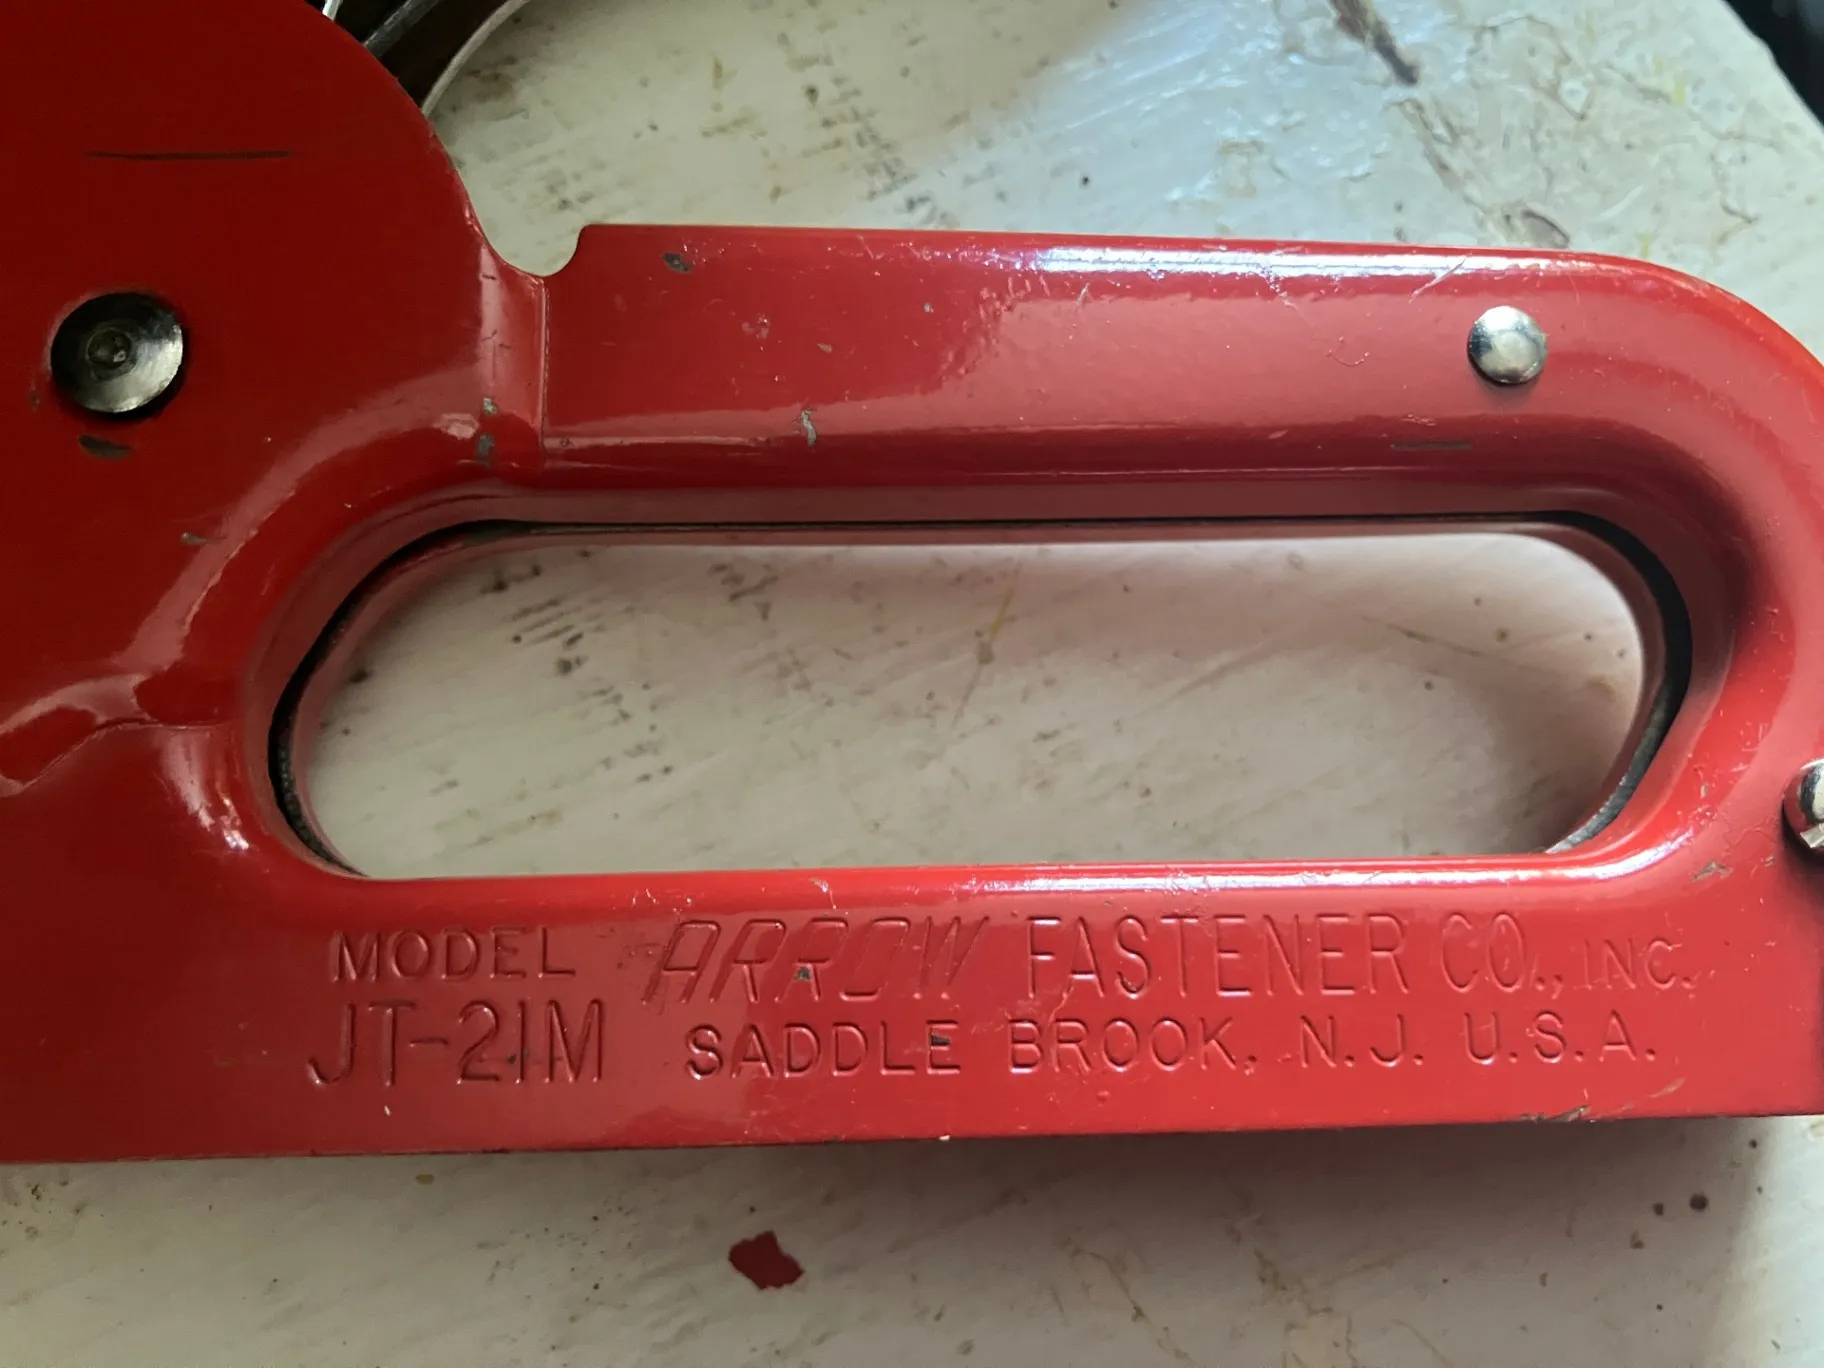 MODEL ARROW FASTENER CO., INC.
JT-21M SADDLE BROOK, N.J. U.S.A.